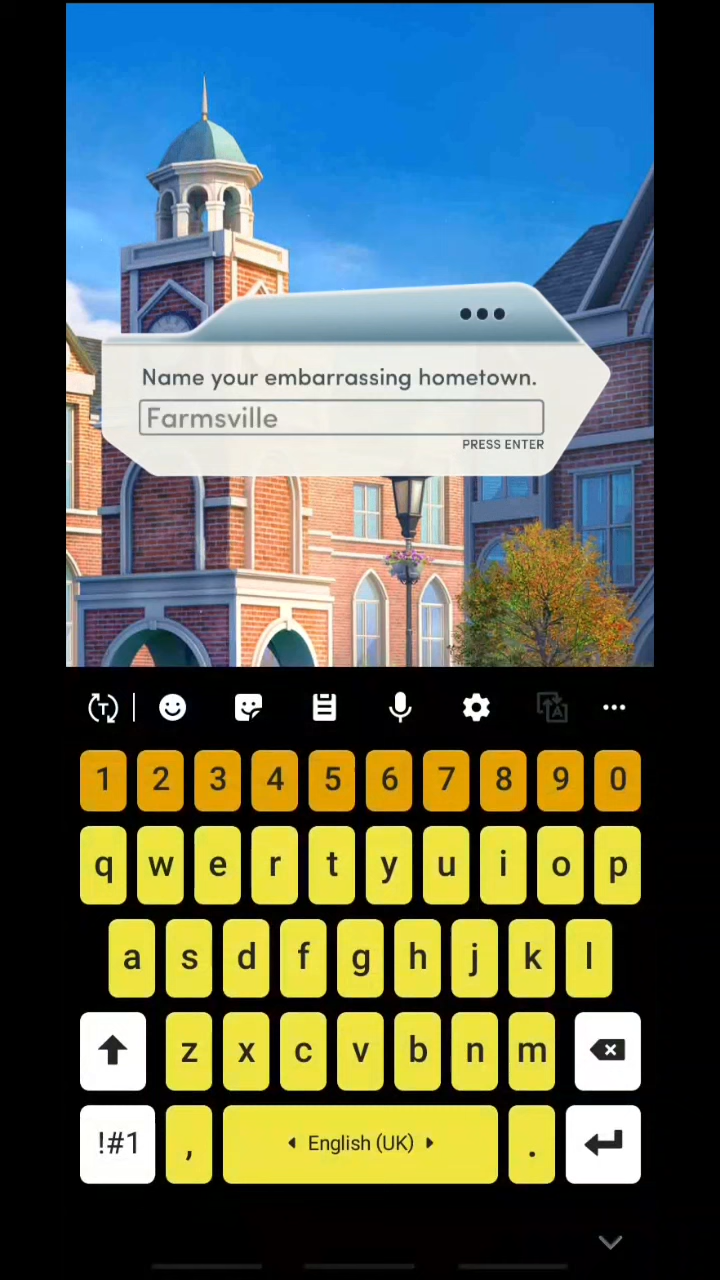 Name your embarrassing hometown.
Farmsville
PRESS ENTER
1 2 3 4 5 6 7 8 9 0
q w e r t y u i o p
a s d f g h j k l
z x c v b n m
!#1 , English (UK) .